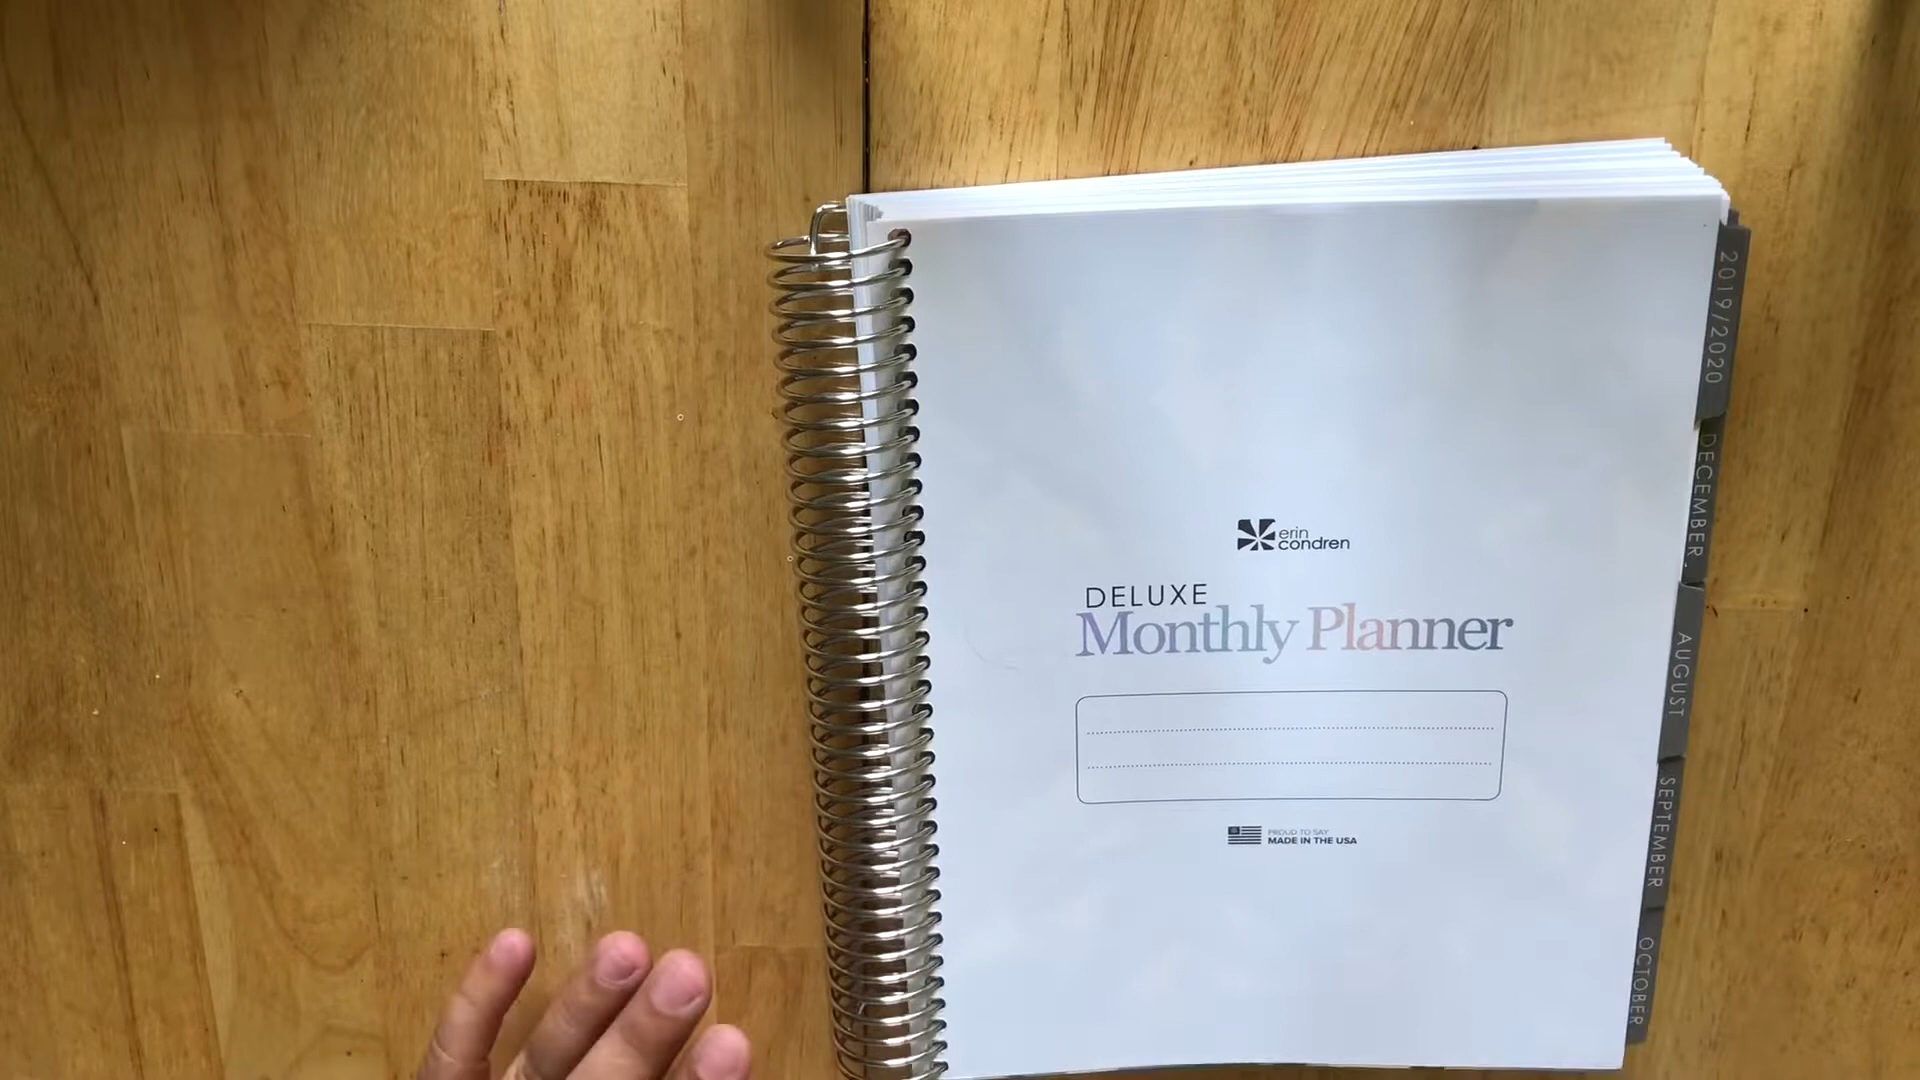 erin
condren
DELUXE
Monthly Planner
PROUD TO SAY
MADE IN THE USA
2019/2020
DECEMBER
AUGUST
SEPTEMBER
OCTOBER